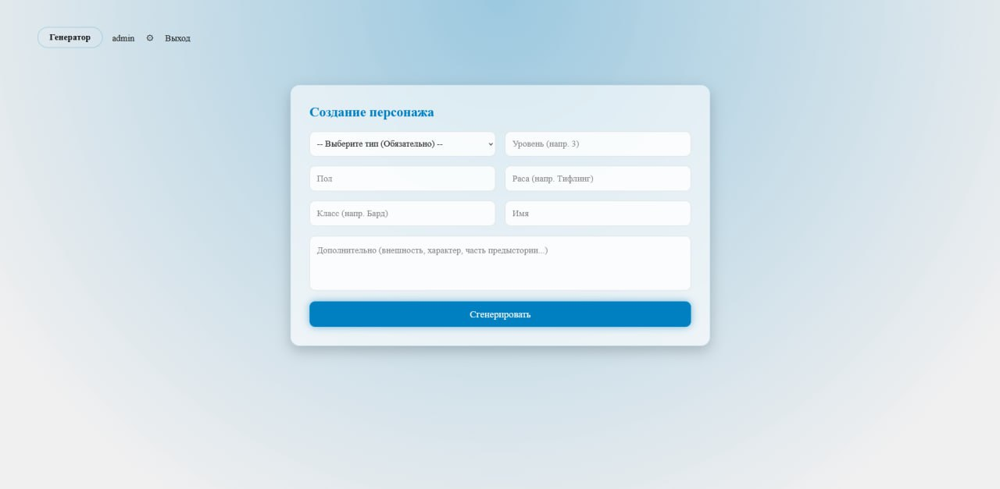 Генератор admin ⚙ Выход
Создание персонажа
-- Выберите тип (Обязательно) -- Уровень (напр. 3)
Пол Раса (напр. Тифлинг)
Класс (напр. Бард) Имя
Дополнительно (внешность, характер, часть предыстории...)
Сгенерировать